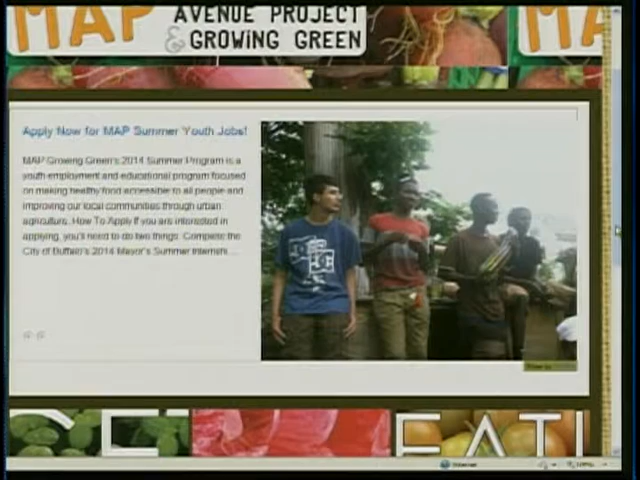 MAP AVENUE PROJECT MA
& GROWING GREEN
Apply Now for MAP Summer Youth Jobs!
MAP Growing Green's 2014 Summer Program is a
youth employment and educational program focused
on making healthy food accessible to all people and
improving our local communities through urban
agriculture. How To Apply If you are interested in
applying, you'll need to do two things: Complete the
City of Buffalo's 2014 Mayor's Summer Internshi ...
EATI
Internet